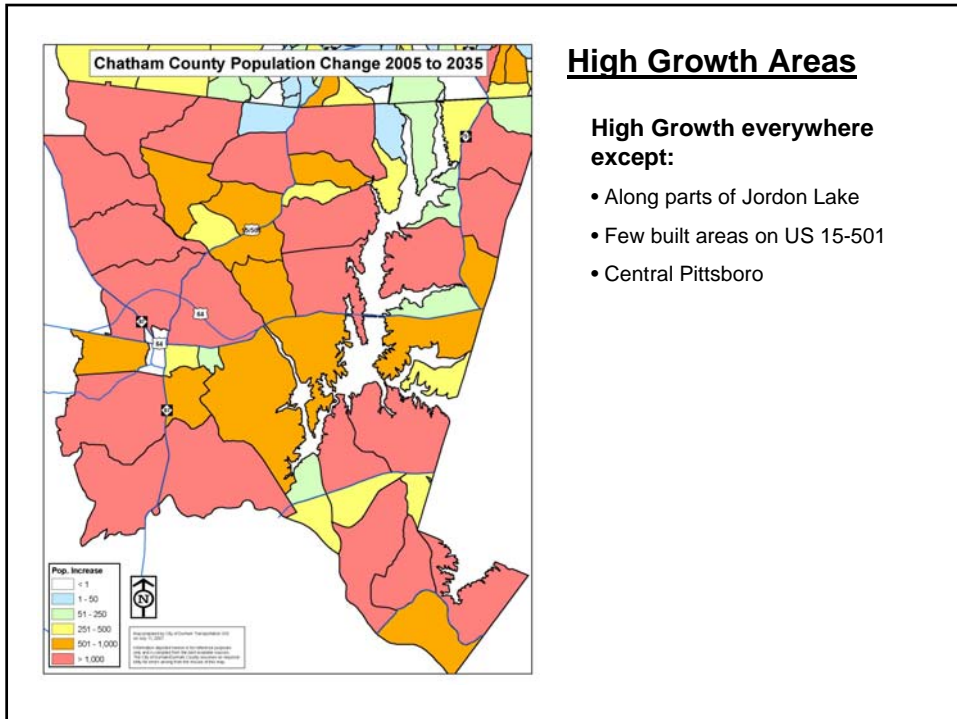 Chatham County Population Change 2005 to 2035
High Growth Areas
High Growth everywhere
except:
• Along parts of Jordon Lake
• Few built areas on US 15-501
• Central Pittsboro
15-501
64
64
Pop. Increase
< 1
1 - 50
51 - 250
251 - 500
501 - 1,000
> 1,000
N